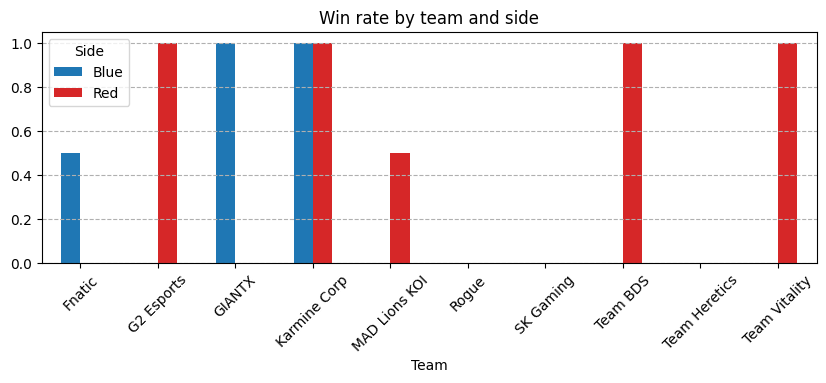 Win rate by team and side
Side
Blue
Red
1.0
0.8
0.6
0.4
0.2
0.0
Fnatic
G2 Esports
GIANTX
Karmine Corp
MAD Lions KOI
Rogue
SK Gaming
Team BDS
Team Heretics
Team Vitality
Team